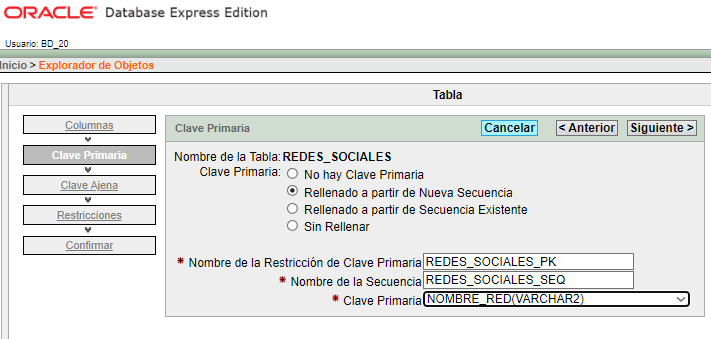 ORACLE Database Express Edition
Usuario: BD_20
Inicio > Explorador de Objetos
Tabla
Columnas
Clave Primaria
Clave Ajena
Restricciones
Confirmar
Clave Primaria Cancelar < Anterior Siguiente >
Nombre de la Tabla: REDES_SOCIALES
Clave Primaria: No hay Clave Primaria
Rellenado a partir de Nueva Secuencia
Rellenado a partir de Secuencia Existente
Sin Rellenar
* Nombre de la Restricción de Clave Primaria REDES_SOCIALES_PK
* Nombre de la Secuencia REDES_SOCIALES_SEQ
* Clave Primaria NOMBRE_RED(VARCHAR2)